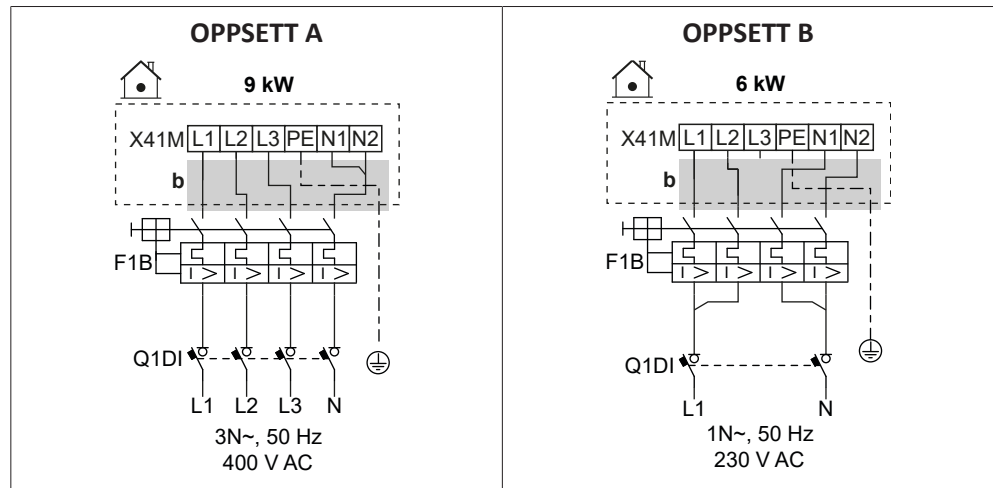 OPPSETT A
9 kW
X41M L1 L2 L3 PE N1 N2
b
F1B
I > I > I > I >
Q1DI
L1 L2 L3 N
3N~, 50 Hz
400 V AC
OPPSETT B
6 kW
X41M L1 L2 L3 PE N1 N2
b
F1B
I > I > I > I >
Q1DI
L1 N
1N~, 50 Hz
230 V AC